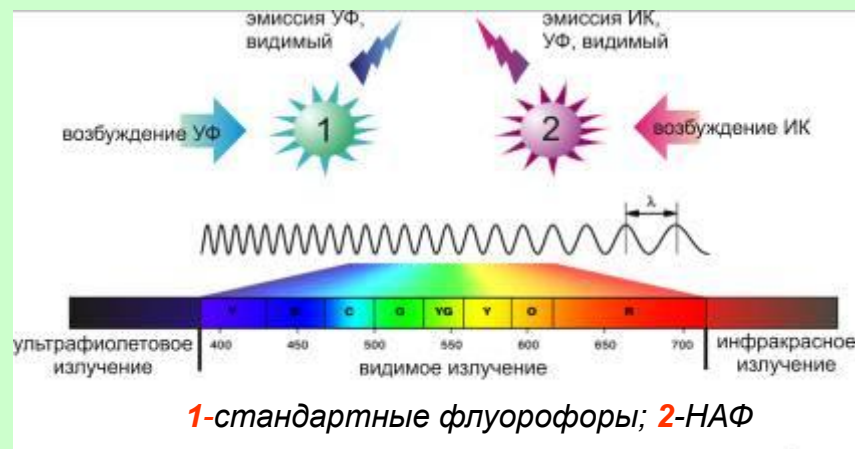 эмиссия УФ,
видимый
эмиссия ИК,
УФ, видимый
возбуждение УФ
1
2
возбуждение ИК
λ
V B C G YG Y O R
400 450 500 550 600 650 700
ультрафиолетовое
излучение
видимое излучение
инфракрасное
излучение
1-стандартные флуорофоры; 2-НАФ